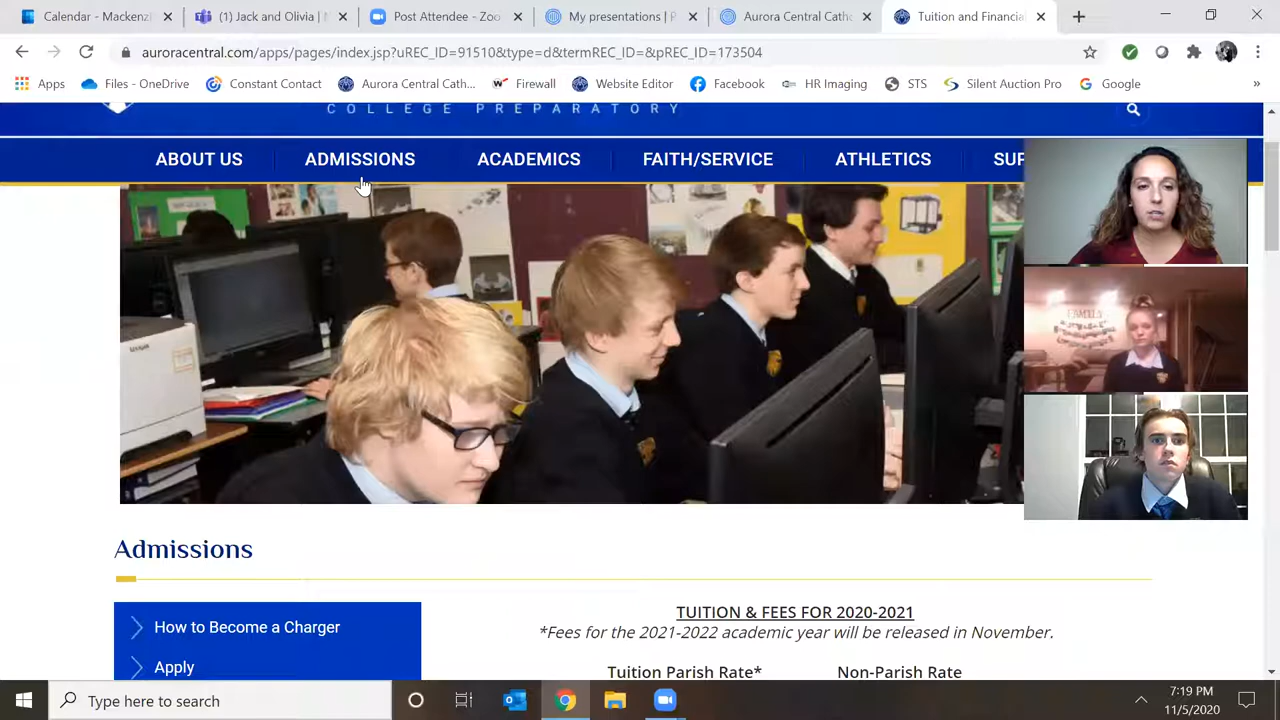 Calendar - Mackenzi
(1) Jack and Olivia |
Post Attendee - Zoo
My presentations | P
Aurora Central Catho
Tuition and Financia
auroracentral.com/apps/pages/index.jsp?uREC_ID=91510&type=d&termREC_ID=&pREC_ID=173504
Apps
Files - OneDrive
Constant Contact
Aurora Central Cath...
Firewall
Website Editor
Facebook
HR Imaging
STS
Silent Auction Pro
Google
»
COLLEGE PREPARATORY
ABOUT US
ADMISSIONS
ACADEMICS
FAITH/SERVICE
ATHLETICS
SUP
FAMILY
Admissions
How to Become a Charger
Apply
TUITION & FEES FOR 2020-2021
*Fees for the 2021-2022 academic year will be released in November.
Tuition Parish Rate*
Non-Parish Rate
Type here to search
7:19 PM
11/5/2020